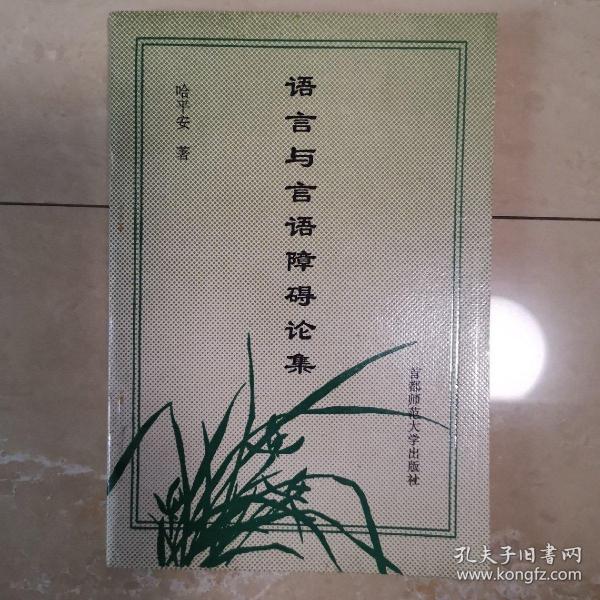 语言与言语障碍论集
哈平安 著
首都师范大学出版社
孔夫子旧書网
www.kongfz.com